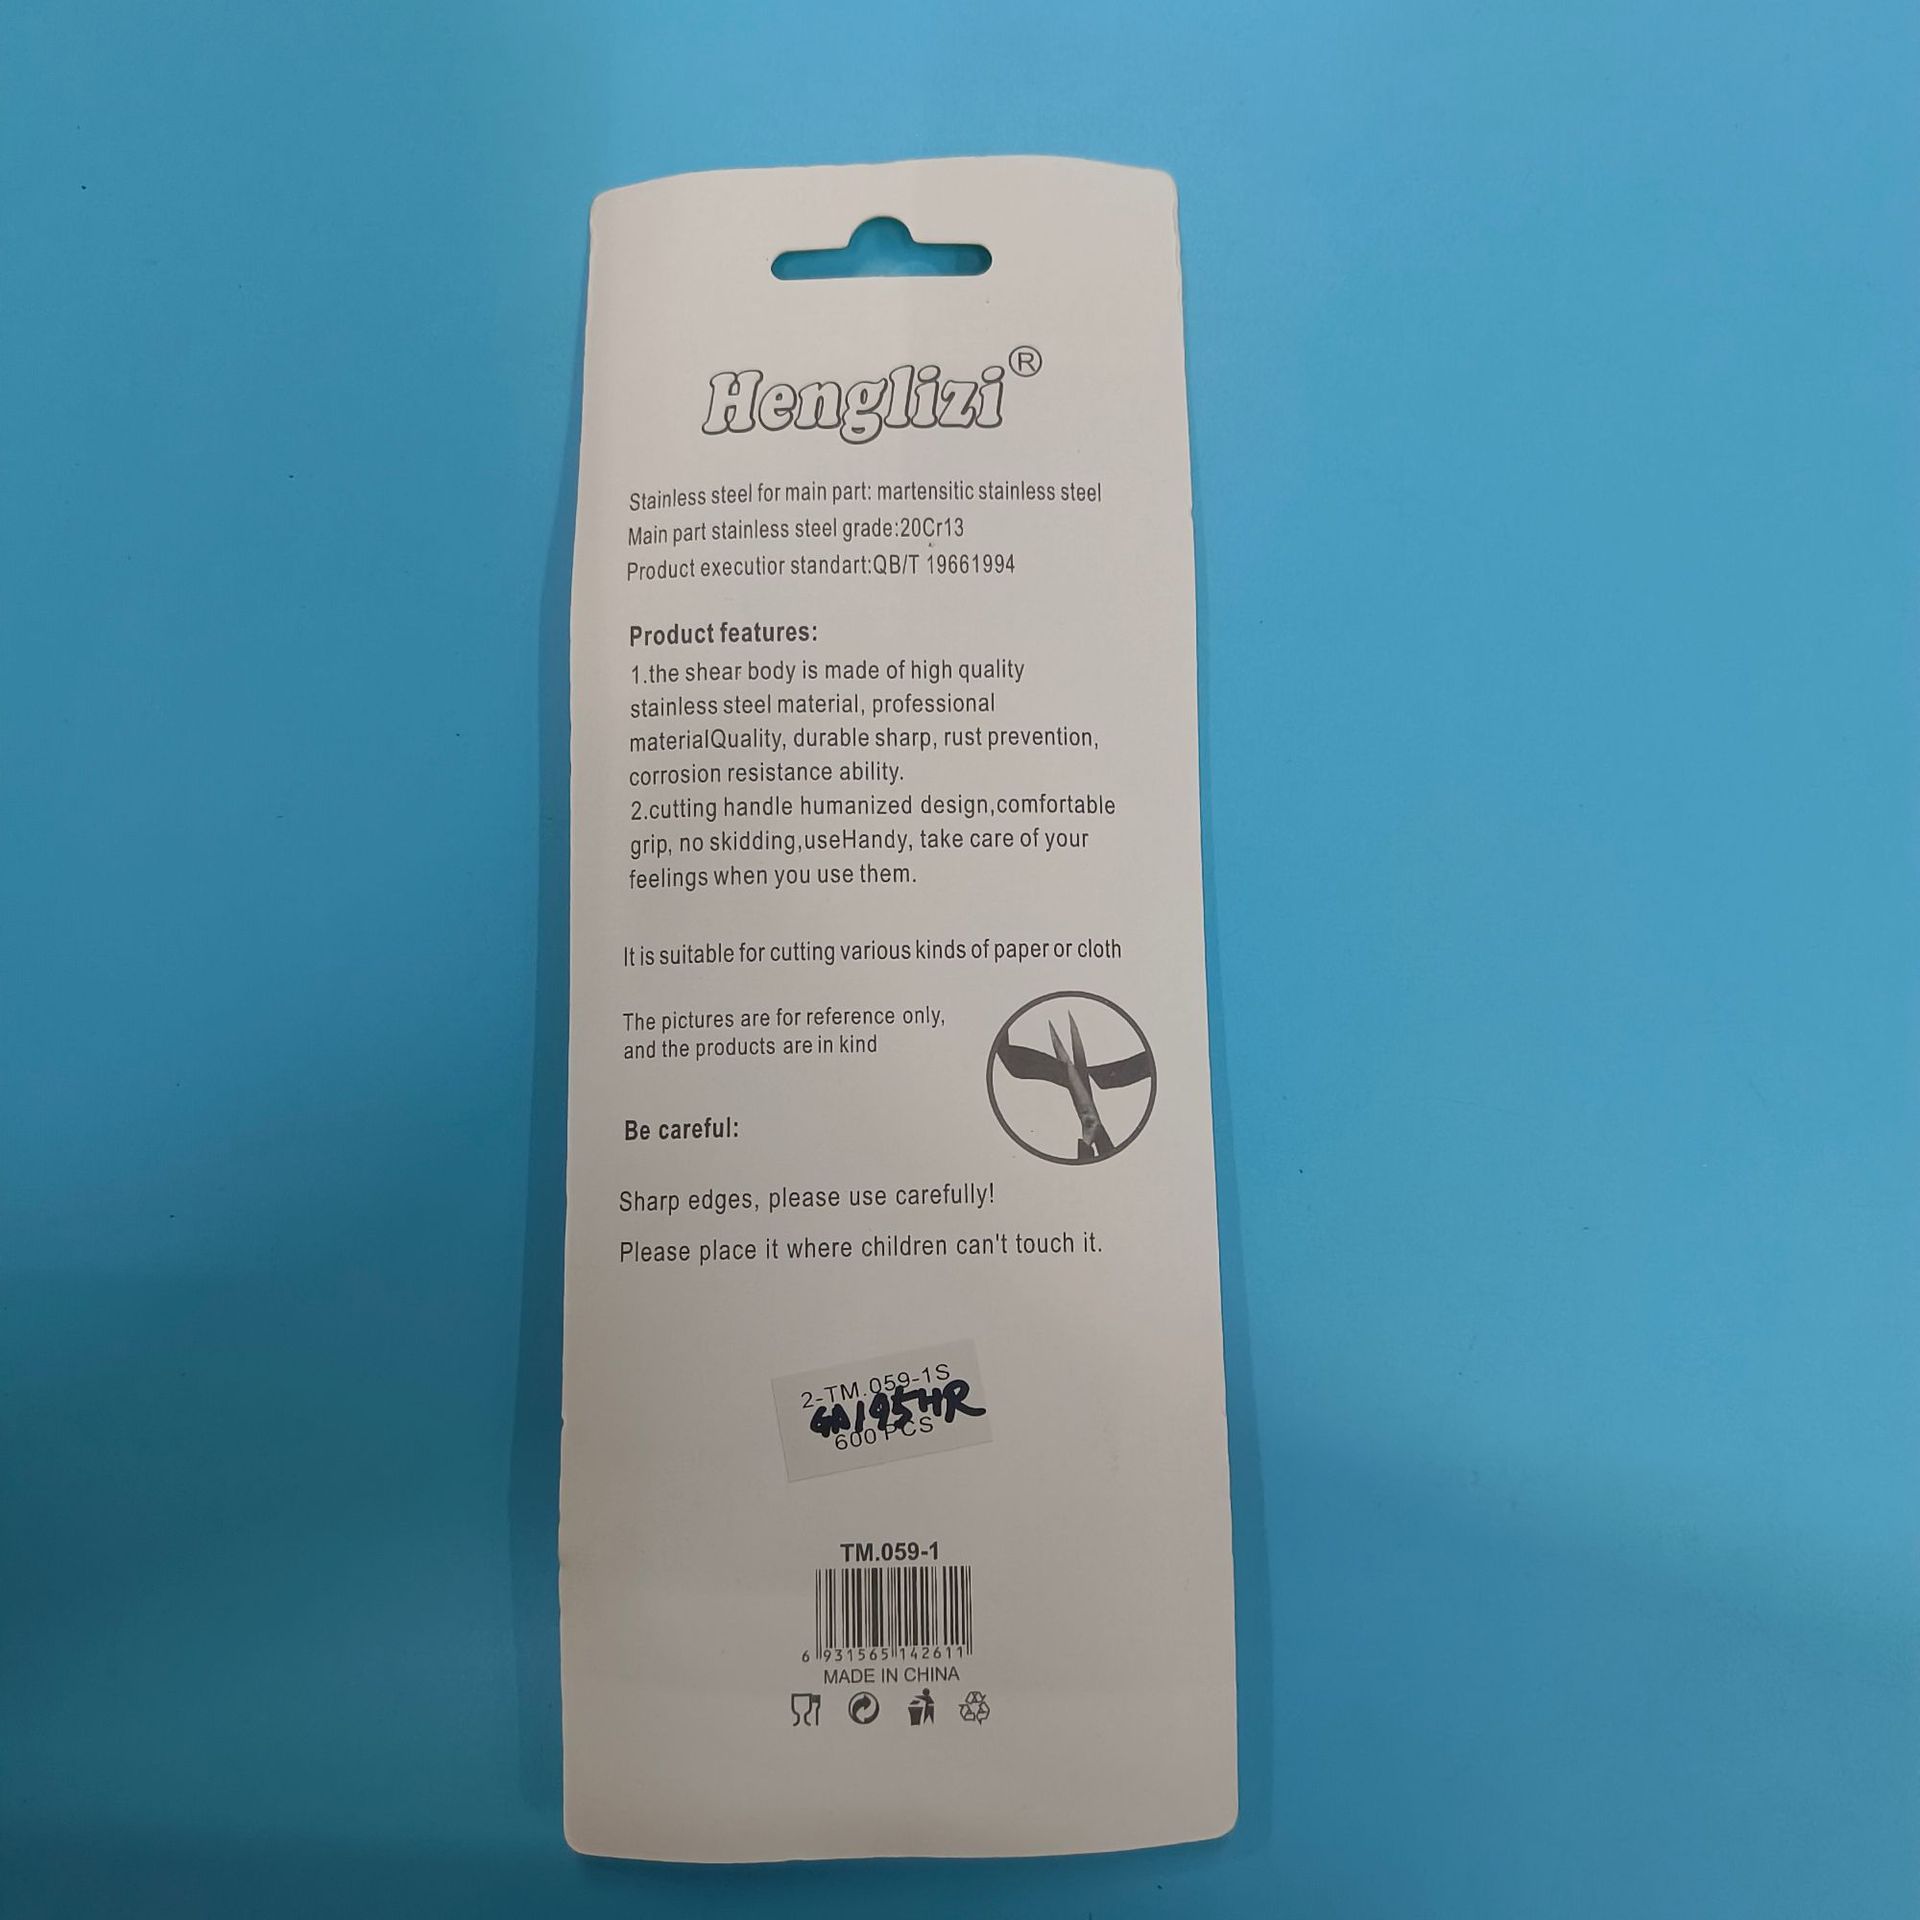 Henglizi®
Stainless steel for main part: martensitic stainless steel
Main part stainless steel grade:20Cr13
Product executior standart:QB/T 19661994
Product features:
1.the shear body is made of high quality
stainless steel material, professional
materialQuality, durable sharp, rust prevention,
corrosion resistance ability.
2.cutting handle humanized design,comfortable
grip, no skidding,useHandy, take care of your
feelings when you use them.
It is suitable for cutting various kinds of paper or cloth
The pictures are for reference only,
and the products are in kind
Be careful:
Sharp edges, please use carefully!
Please place it where children can't touch it.
2-TM.059-1S
600 PCS
TM.059-1
6 931565 142611
MADE IN CHINA